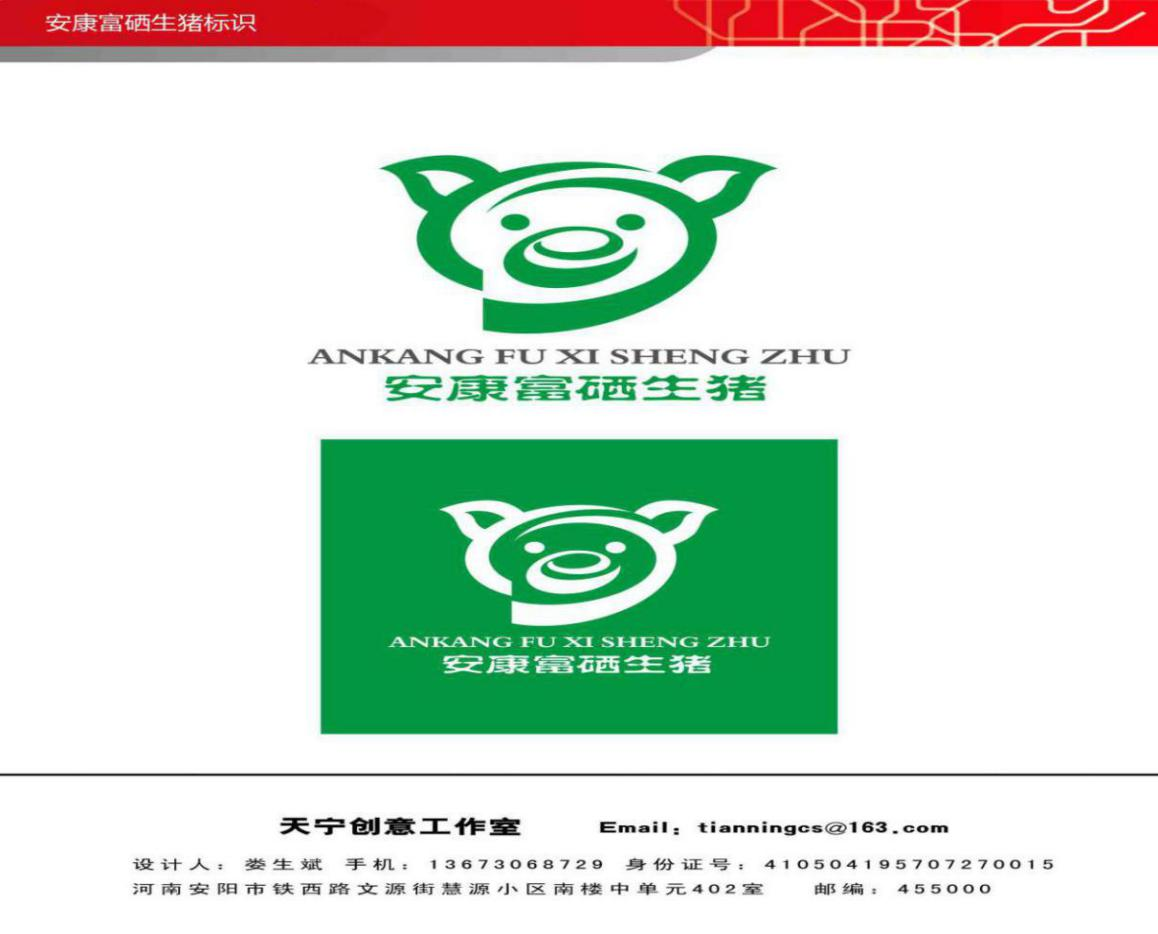 安康富硒生猪标识
ANKANG FU XI SHENG ZHU
安康富硒生猪
ANKANG FU XI SHENG ZHU
安康富硒生猪
天宁创意工作室 Email：tianningcs@163.com
设计人：娄生斌 手机：13673068729 身份证号：410504195707270015
河南安阳市铁西路文源街慧源小区南楼中单元402室 邮编：455000